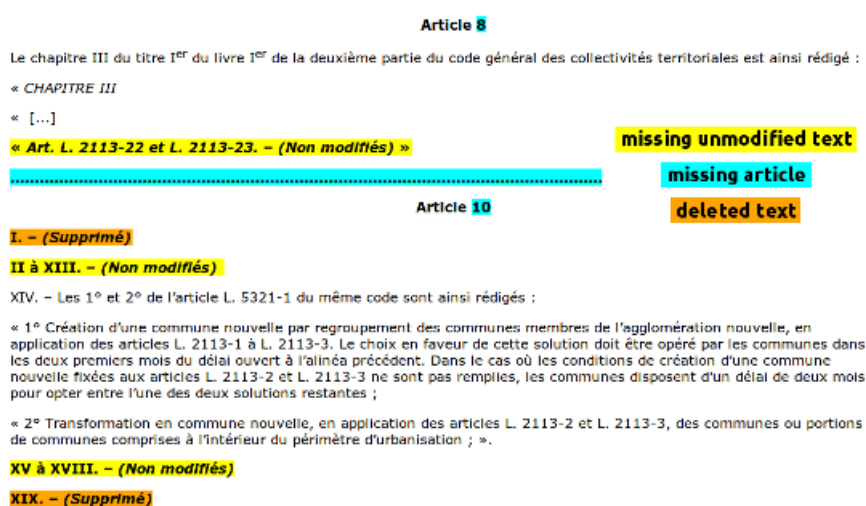 Article 8
Le chapitre III du titre Ier du livre Ier de la deuxième partie du code général des collectivités territoriales est ainsi rédigé :
« CHAPITRE III
« [...]
« Art. L. 2113-22 et L. 2113-23. – (Non modifiés) »
missing unmodified text
missing article
Article 10
deleted text
I. – (Supprimé)
II à XIII. – (Non modifiés)
XIV. – Les 1° et 2° de l'article L. 5321-1 du même code sont ainsi rédigés :
« 1° Création d'une commune nouvelle par regroupement des communes membres de l'agglomération nouvelle, en
application des articles L. 2113-1 à L. 2113-3. Le choix en faveur de cette solution doit être opéré par les communes dans
les deux premiers mois du délai ouvert à l'alinéa précédent. Dans le cas où les conditions de création d'une commune
nouvelle fixées aux articles L. 2113-2 et L. 2113-3 ne sont pas remplies, les communes disposent d'un délai de deux mois
pour opter entre l'une des deux solutions restantes ;
« 2° Transformation en commune nouvelle, en application des articles L. 2113-2 et L. 2113-3, des communes ou portions
de communes comprises à l'intérieur du périmètre d'urbanisation ; ».
XV à XVIII. – (Non modifiés)
XIX. – (Supprimé)